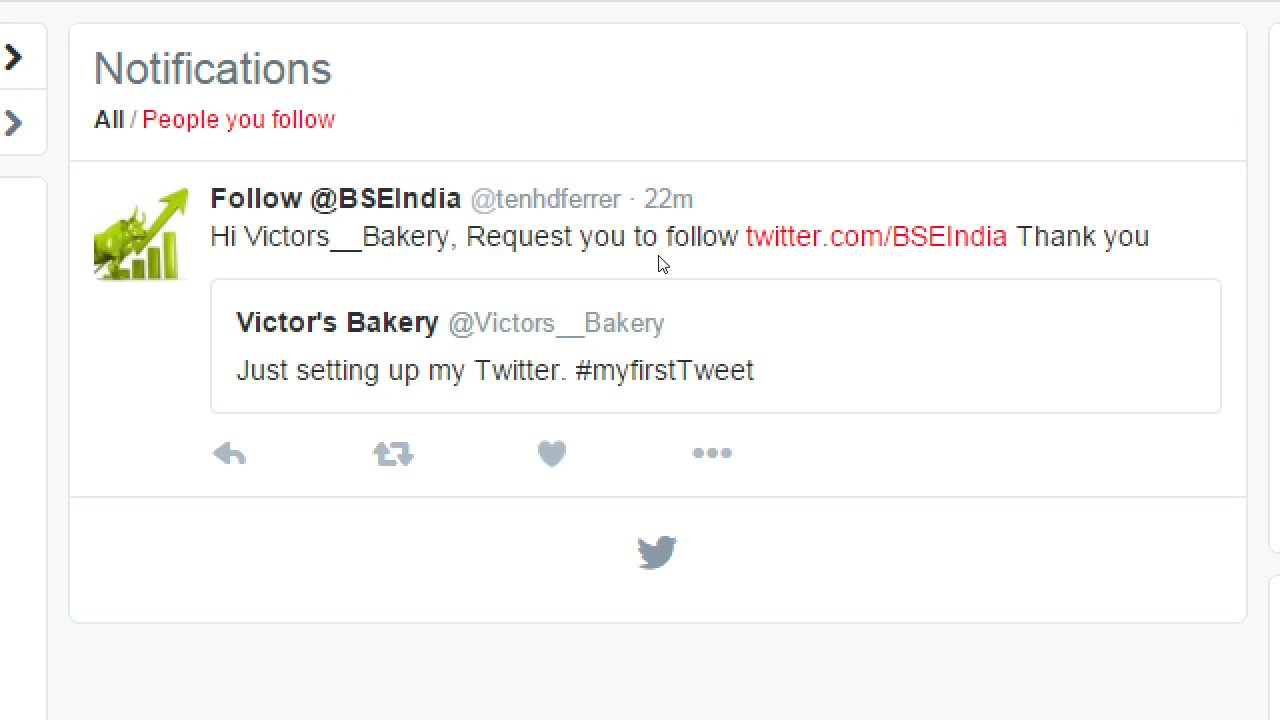 Notifications
All / People you follow
Follow @BSEIndia @tenhdferrer · 22m
Hi Victors__Bakery, Request you to follow twitter.com/BSEIndia Thank you
Victor's Bakery @Victors__Bakery
Just setting up my Twitter. #myfirstTweet